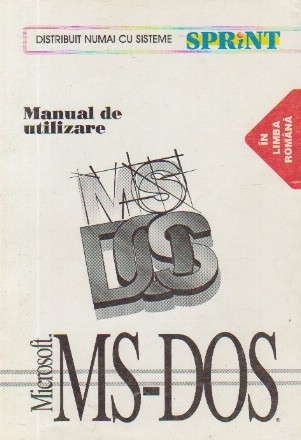 DISTRIBUIT NUMAI CU SISTEME SPRiNT
Manual de
utilizare
ÎN
LIMBA
ROMÂNĂ
MS
DOS
Microsoft®
MS-DOS®